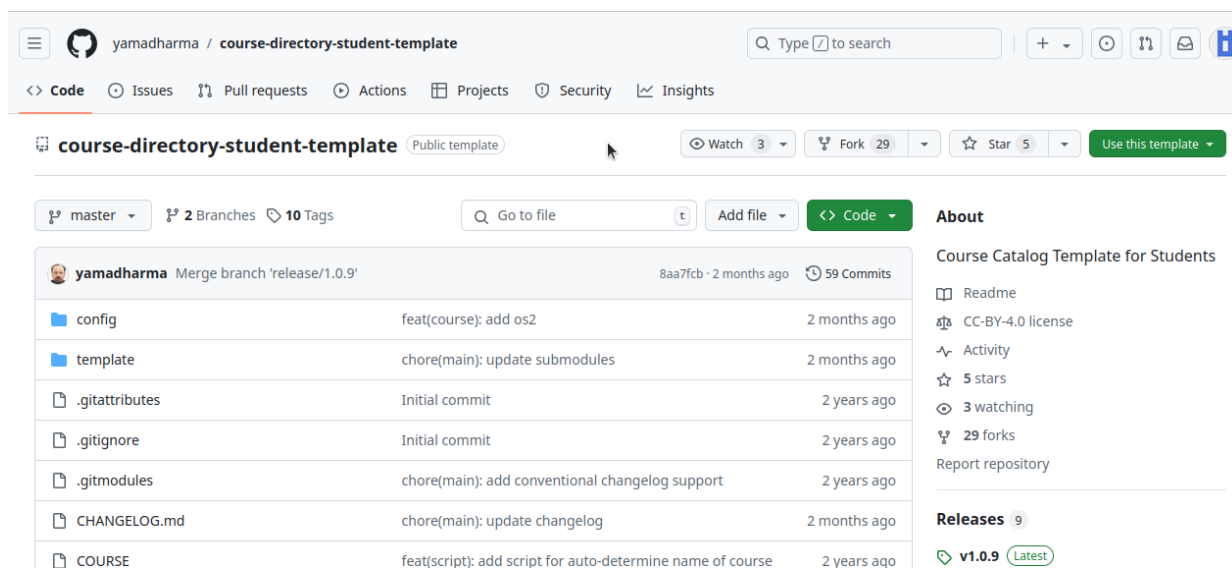 yamadharma / course-directory-student-template
Type / to search
Code Issues Pull requests Actions Projects Security Insights
course-directory-student-template Public template
Watch 3 Fork 29 Star 5 Use this template
master 2 Branches 10 Tags Go to file t Add file Code
yamadharma Merge branch 'release/1.0.9' 8aa7fcb · 2 months ago 59 Commits
config feat(course): add os2 2 months ago
template chore(main): update submodules 2 months ago
.gitattributes Initial commit 2 years ago
.gitignore Initial commit 2 years ago
.gitmodules chore(main): add conventional changelog support 2 years ago
CHANGELOG.md chore(main): update changelog 2 months ago
COURSE feat(script): add script for auto-determine name of course 2 years ago
About
Course Catalog Template for Students
Readme
CC-BY-4.0 license
Activity
5 stars
3 watching
29 forks
Report repository
Releases 9
v1.0.9 Latest